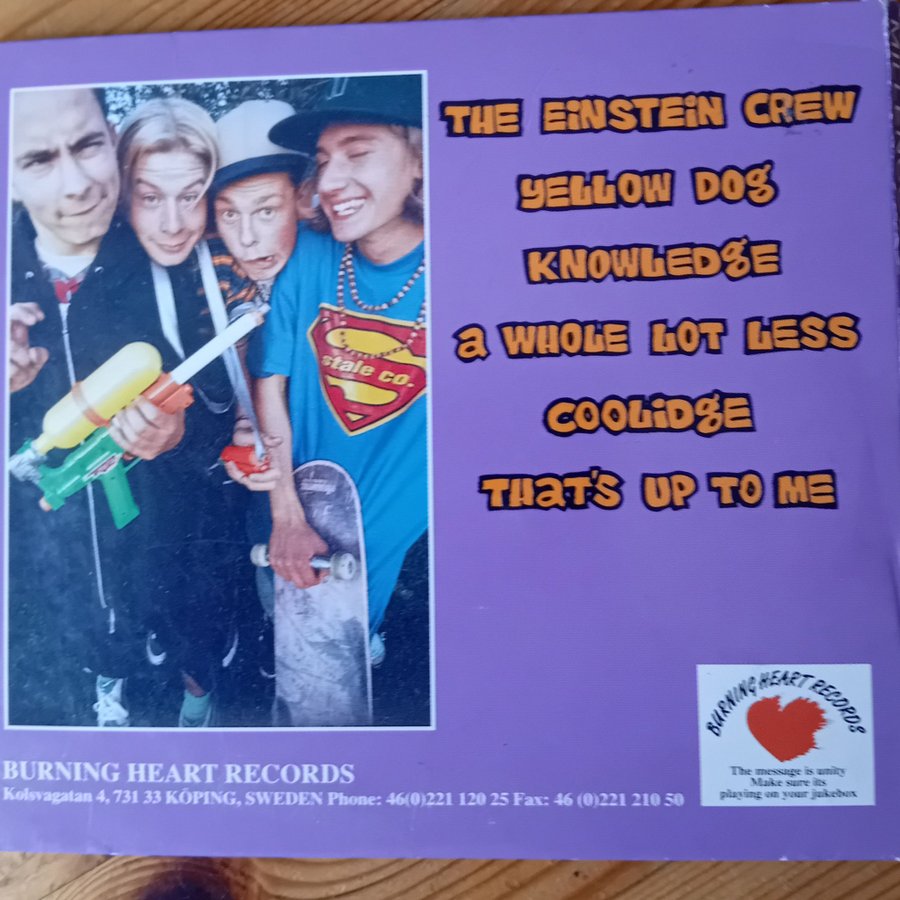 THE EINSTEIN CREW
YELLOW DOG
KNOWLEDGE
A WHOLE LOT LESS
COOLIDGE
THAT'S UP TO ME
stale co.
BURNING HEART RECORDS
The message is unity
Make sure its
playing on your jukebox
BURNING HEART RECORDS
Kolsvagatan 4, 731 33 KÖPING, SWEDEN Phone: 46(0)221 120 25 Fax: 46 (0)221 210 50